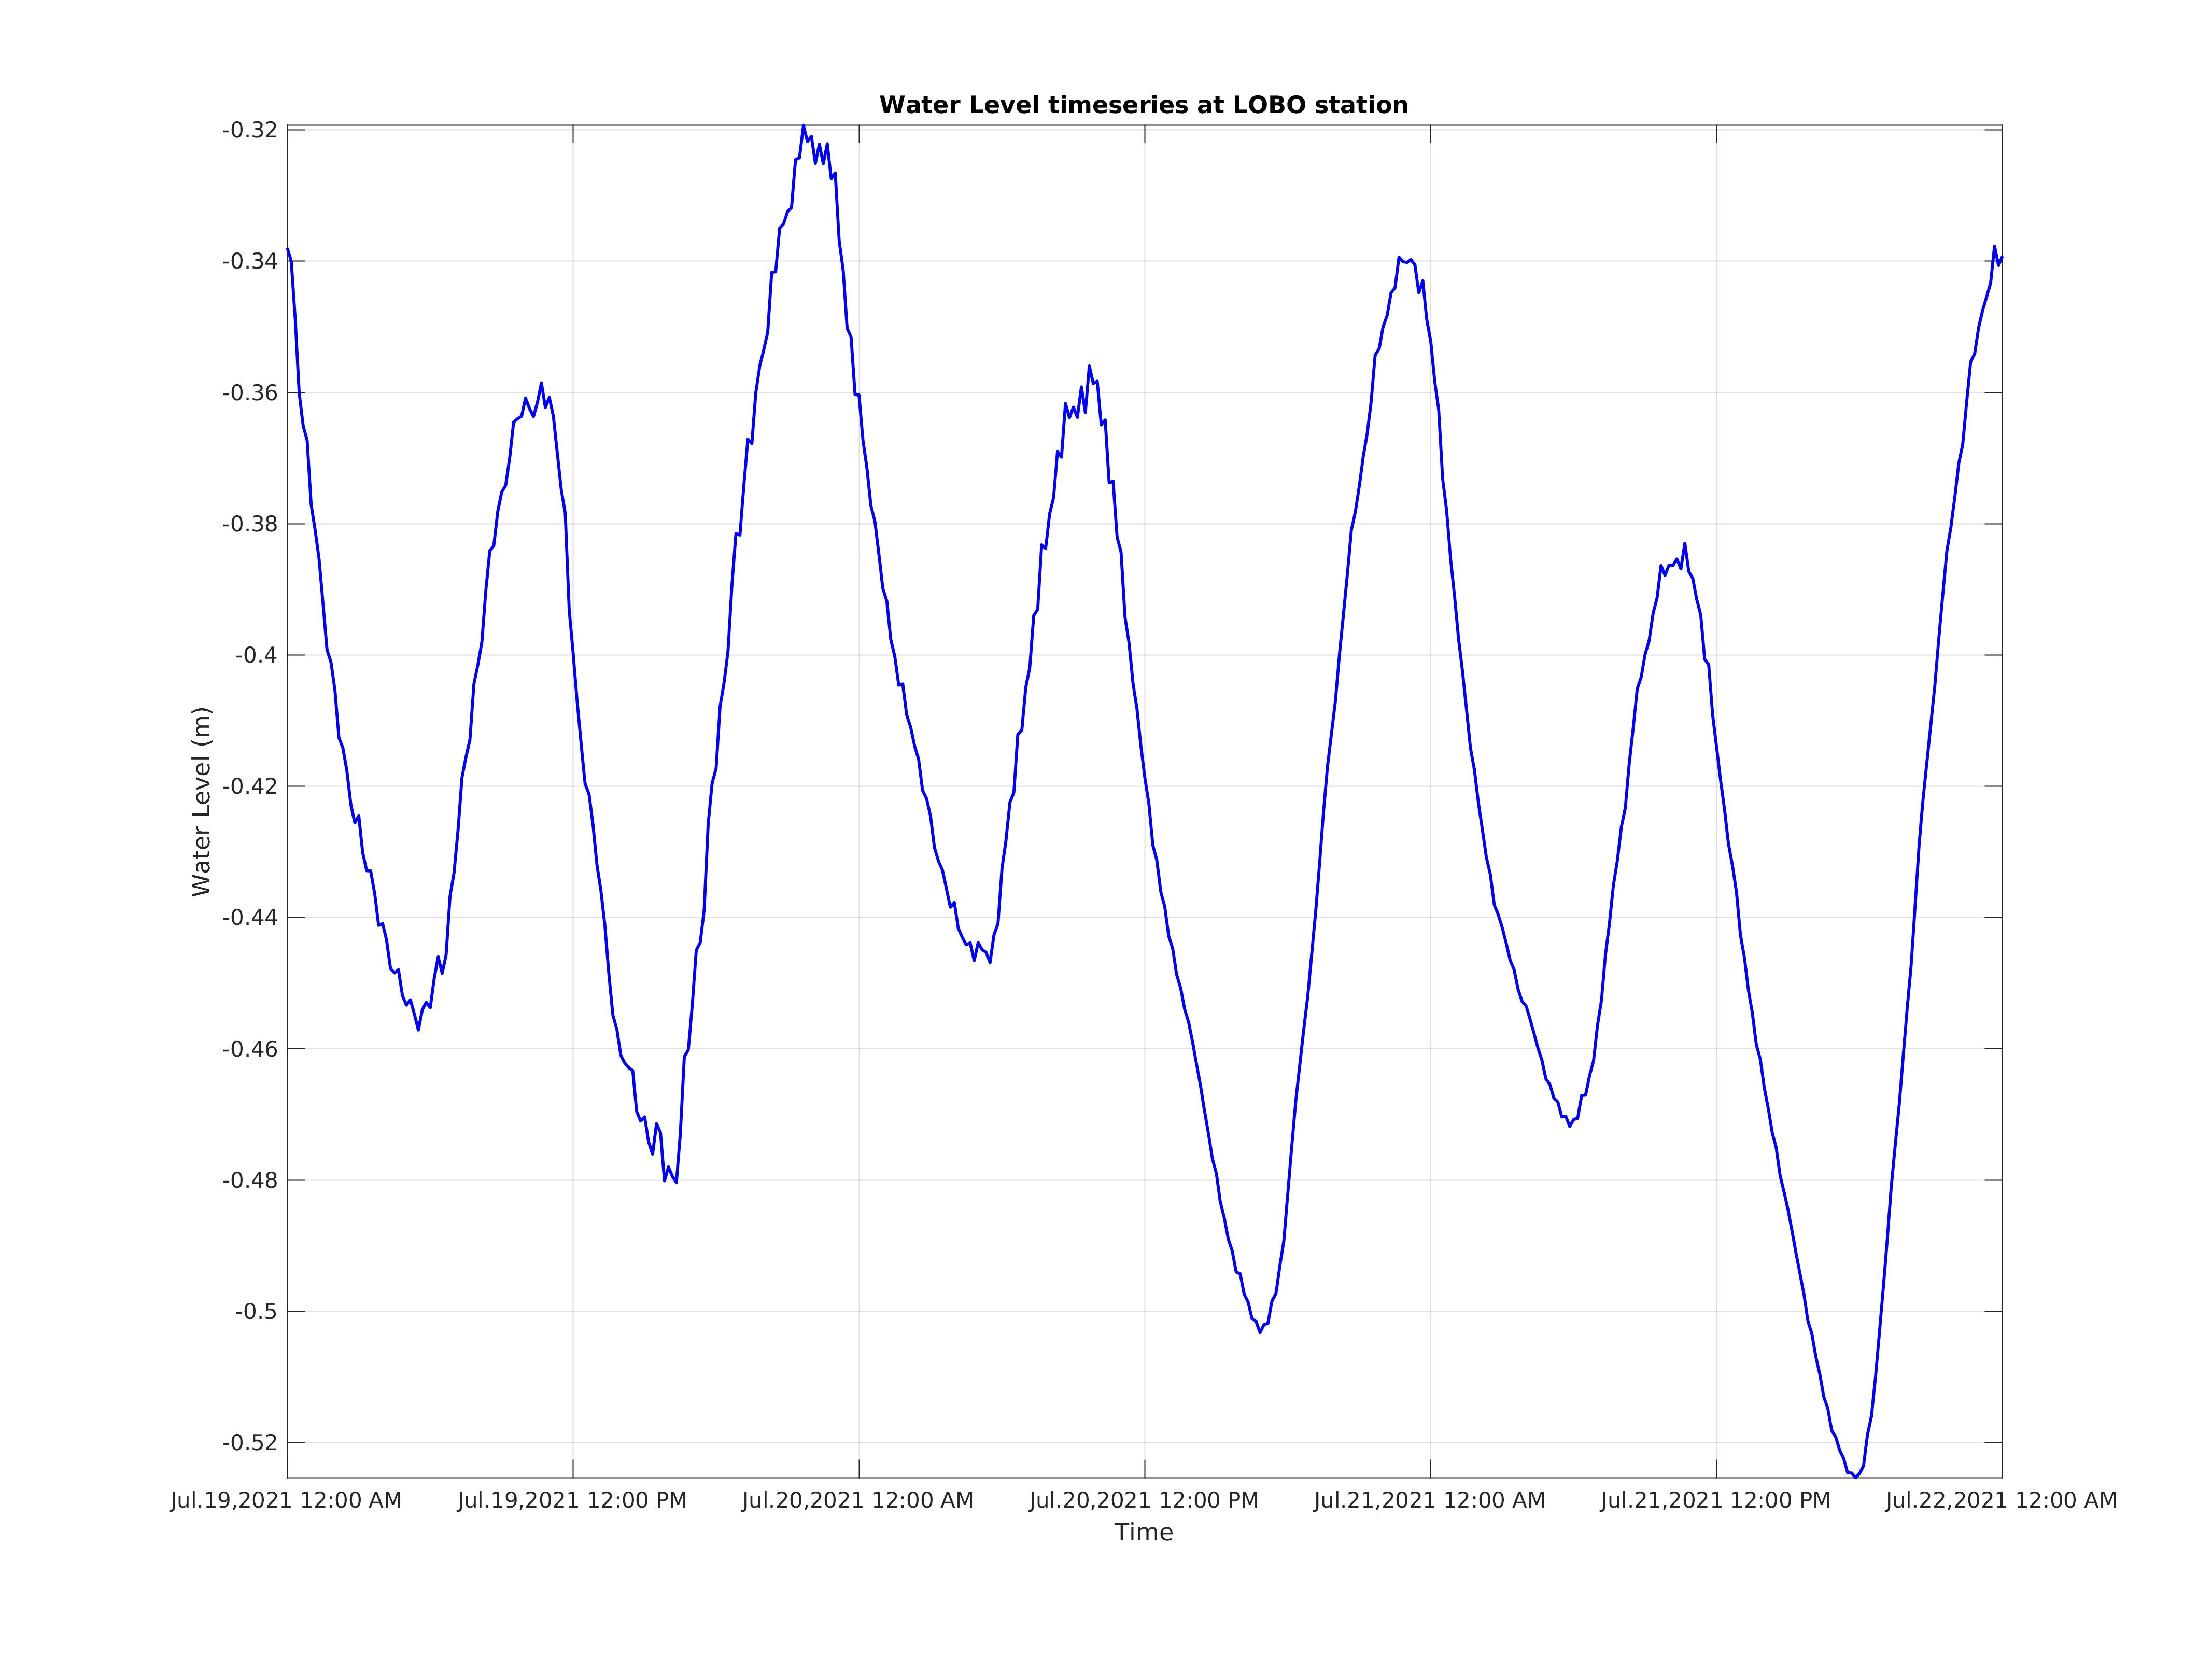 Water Level timeseries at LOBO station
-0.32
-0.34
-0.36
-0.38
-0.4
-0.42
-0.44
-0.46
-0.48
-0.5
-0.52
Water Level (m)
Jul.19,2021 12:00 AM Jul.19,2021 12:00 PM Jul.20,2021 12:00 AM Jul.20,2021 12:00 PM Jul.21,2021 12:00 AM Jul.21,2021 12:00 PM Jul.22,2021 12:00 AM
Time